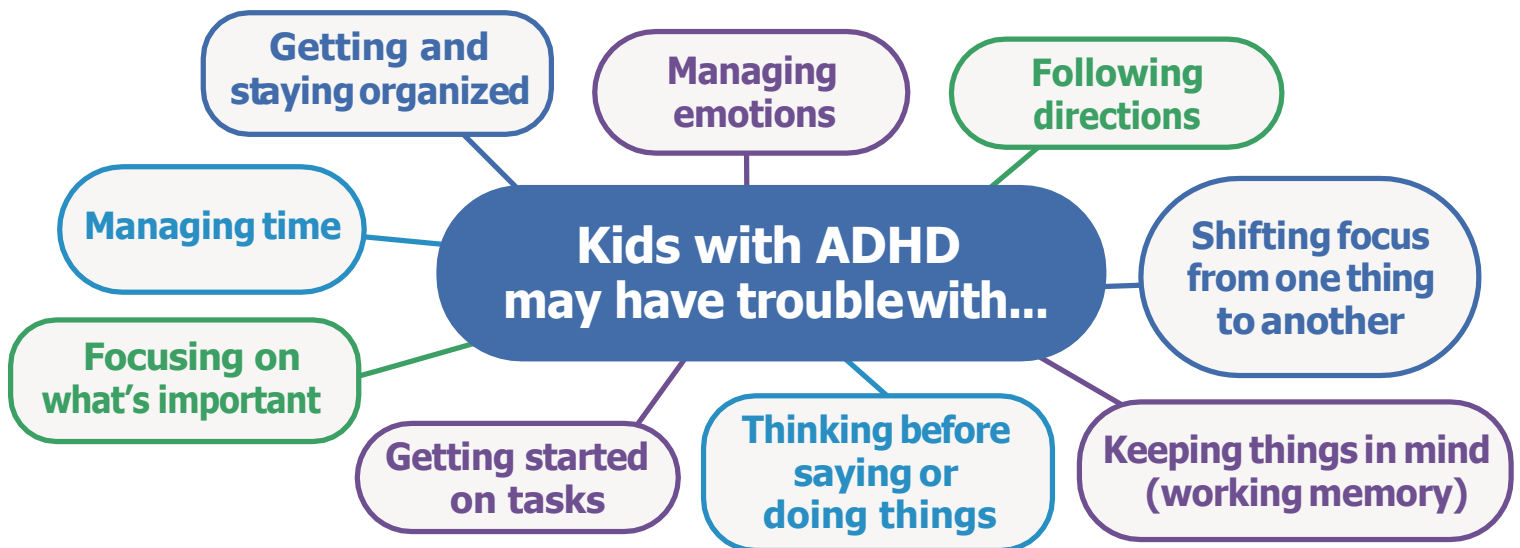 Getting and
staying organized
Managing
emotions
Following
directions
Managing time
Kids with ADHD
may have trouble with...
Shifting focus
from one thing
to another
Focusing on
what's important
Getting started
on tasks
Thinking before
saying or
doing things
Keeping things in mind
(working memory)